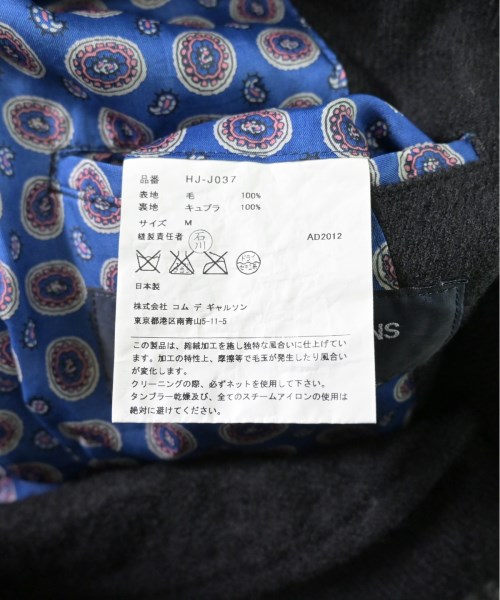 品番 HJ-J037
表地 毛 100%
裏地 キュプラ 100%
サイズ M
縫製責任者 石川 AD2012
ドライ
セキユ系
日本製
株式会社 コム デ ギャルソン
東京都港区南青山5-11-5
この製品は、縮絨加工を施し独特な風合いに仕上げてい
ます。加工の特性上、摩擦等で毛玉が発生したり風合い
が変化します。
クリーニングの際、必ずネットを使用して下さい。
タンブラー乾燥及び、全てのスチームアイロンの使用は
絶対に避けてください。
NS